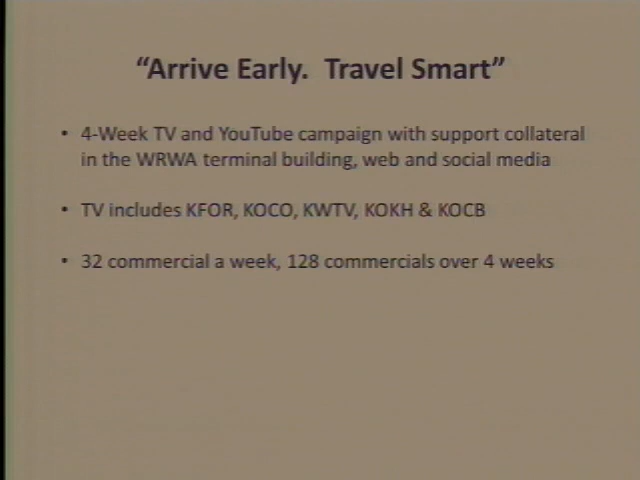 “Arrive Early.  Travel Smart”
• 4-Week TV and YouTube campaign with support collateral
in the WRWA terminal building, web and social media
• TV includes KFOR, KOCO, KWTV, KOKH & KOCB
• 32 commercial a week, 128 commercials over 4 weeks